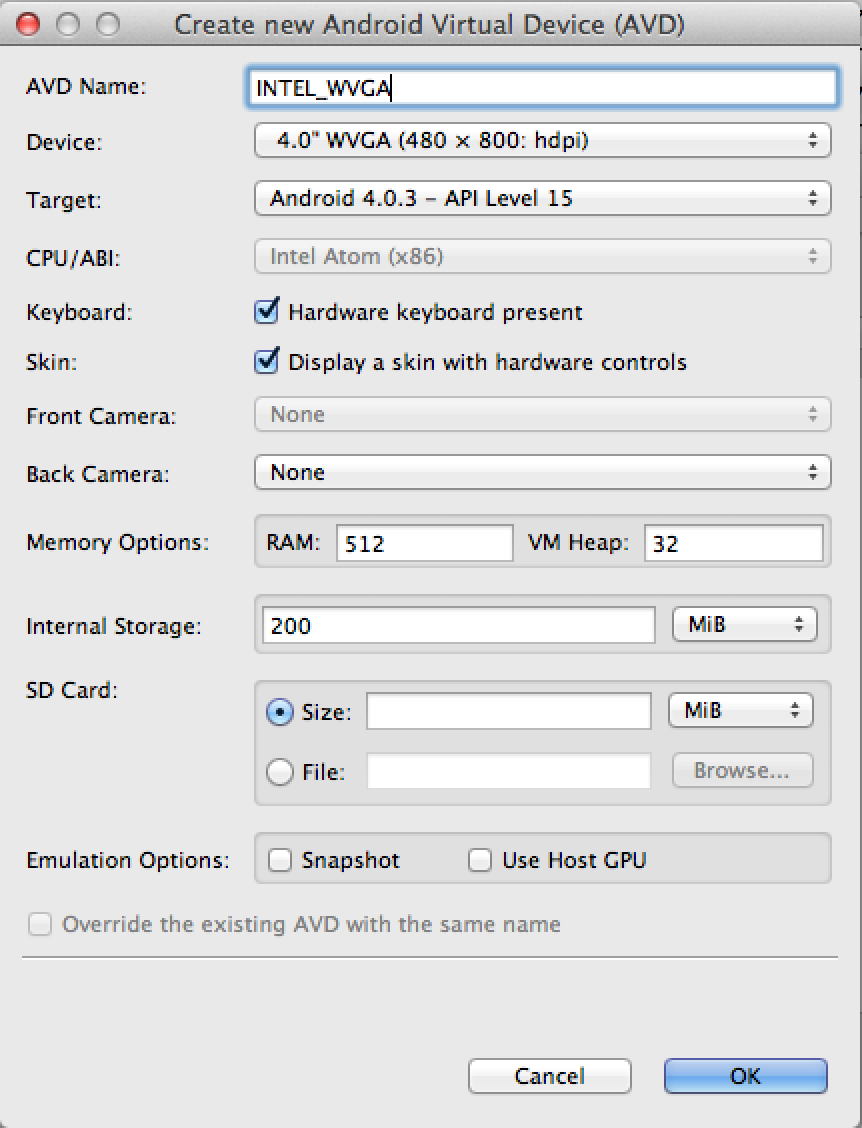 Create new Android Virtual Device (AVD)
AVD Name: INTEL_WVGA
Device: 4.0" WVGA (480 × 800: hdpi)
Target: Android 4.0.3 – API Level 15
CPU/ABI: Intel Atom (x86)
Keyboard: Hardware keyboard present
Skin: Display a skin with hardware controls
Front Camera: None
Back Camera: None
Memory Options: RAM: 512 VM Heap: 32
Internal Storage: 200 MiB
SD Card:
Size: MiB
File: Browse...
Emulation Options: Snapshot Use Host GPU
Override the existing AVD with the same name
Cancel OK